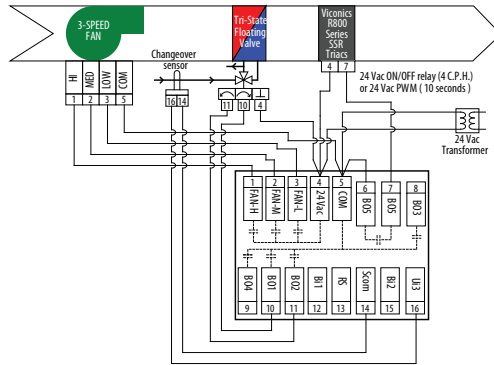 3-SPEED
FAN
Tri-State
Floating
Valve
Viconics
R800
Series
SSR
Triacs
Changeover
sensor
HI
MED
LOW
COM
1
2
3
5
16
14
11
10
4
4
7
24 Vac ON/OFF relay (4 C.P.H.)
or 24 Vac PWM ( 10 seconds )
24 Vac
Transformer
1
2
3
4
5
6
7
8
FAN-H
FAN-M
FAN-L
24 Vac
COM
BO5
BO5
BO3
BO4
BO1
BO2
Bi1
RS
Scom
Bi2
Ui3
9
10
11
12
13
14
15
16